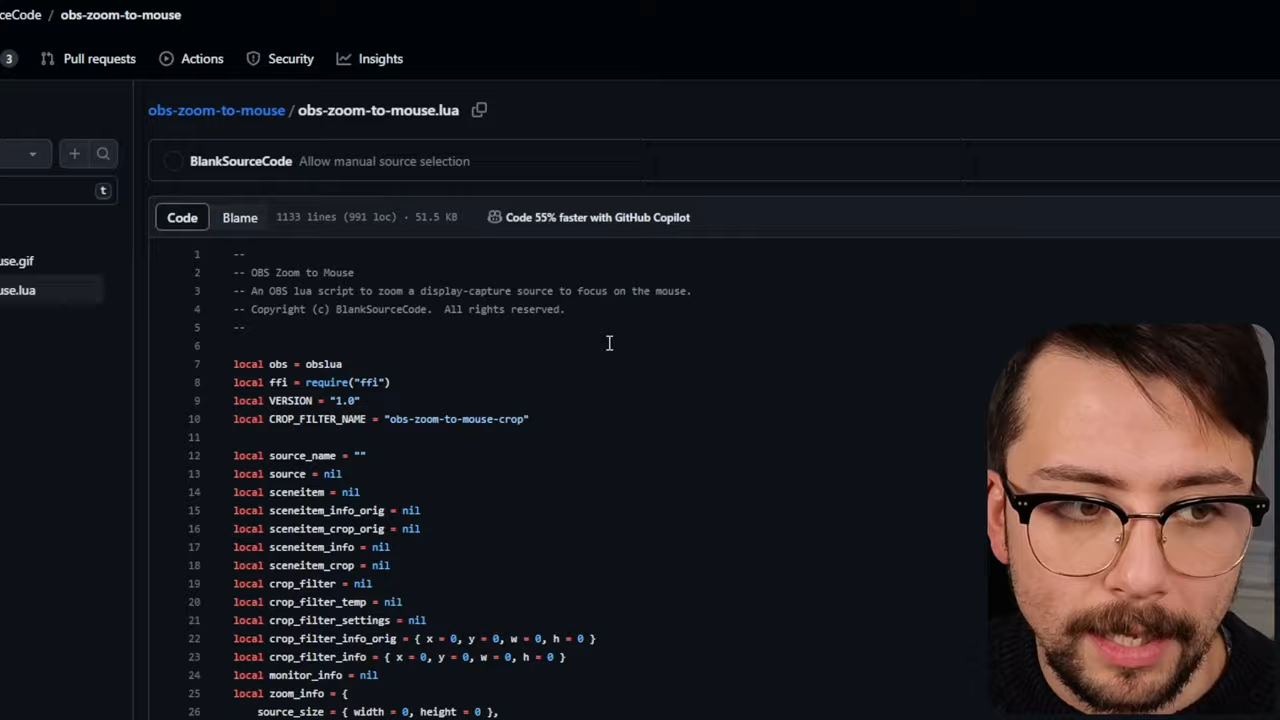 ceCode / obs-zoom-to-mouse
3 Pull requests Actions Security Insights
obs-zoom-to-mouse / obs-zoom-to-mouse.lua
BlankSourceCode Allow manual source selection
t
Code Blame 1133 lines (991 loc) · 51.5 KB Code 55% faster with GitHub Copilot
use.gif
use.lua
1 --
2 -- OBS Zoom to Mouse
3 -- An OBS lua script to zoom a display-capture source to focus on the mouse.
4 -- Copyright (c) BlankSourceCode.  All rights reserved.
5 --
6
7 local obs = obslua
8 local ffi = require("ffi")
9 local VERSION = "1.0"
10 local CROP_FILTER_NAME = "obs-zoom-to-mouse-crop"
11
12 local source_name = ""
13 local source = nil
14 local sceneitem = nil
15 local sceneitem_info_orig = nil
16 local sceneitem_crop_orig = nil
17 local sceneitem_info = nil
18 local sceneitem_crop = nil
19 local crop_filter = nil
20 local crop_filter_temp = nil
21 local crop_filter_settings = nil
22 local crop_filter_info_orig = { x = 0, y = 0, w = 0, h = 0 }
23 local crop_filter_info = { x = 0, y = 0, w = 0, h = 0 }
24 local monitor_info = nil
25 local zoom_info = {
26 source_size = { width = 0, height = 0 },